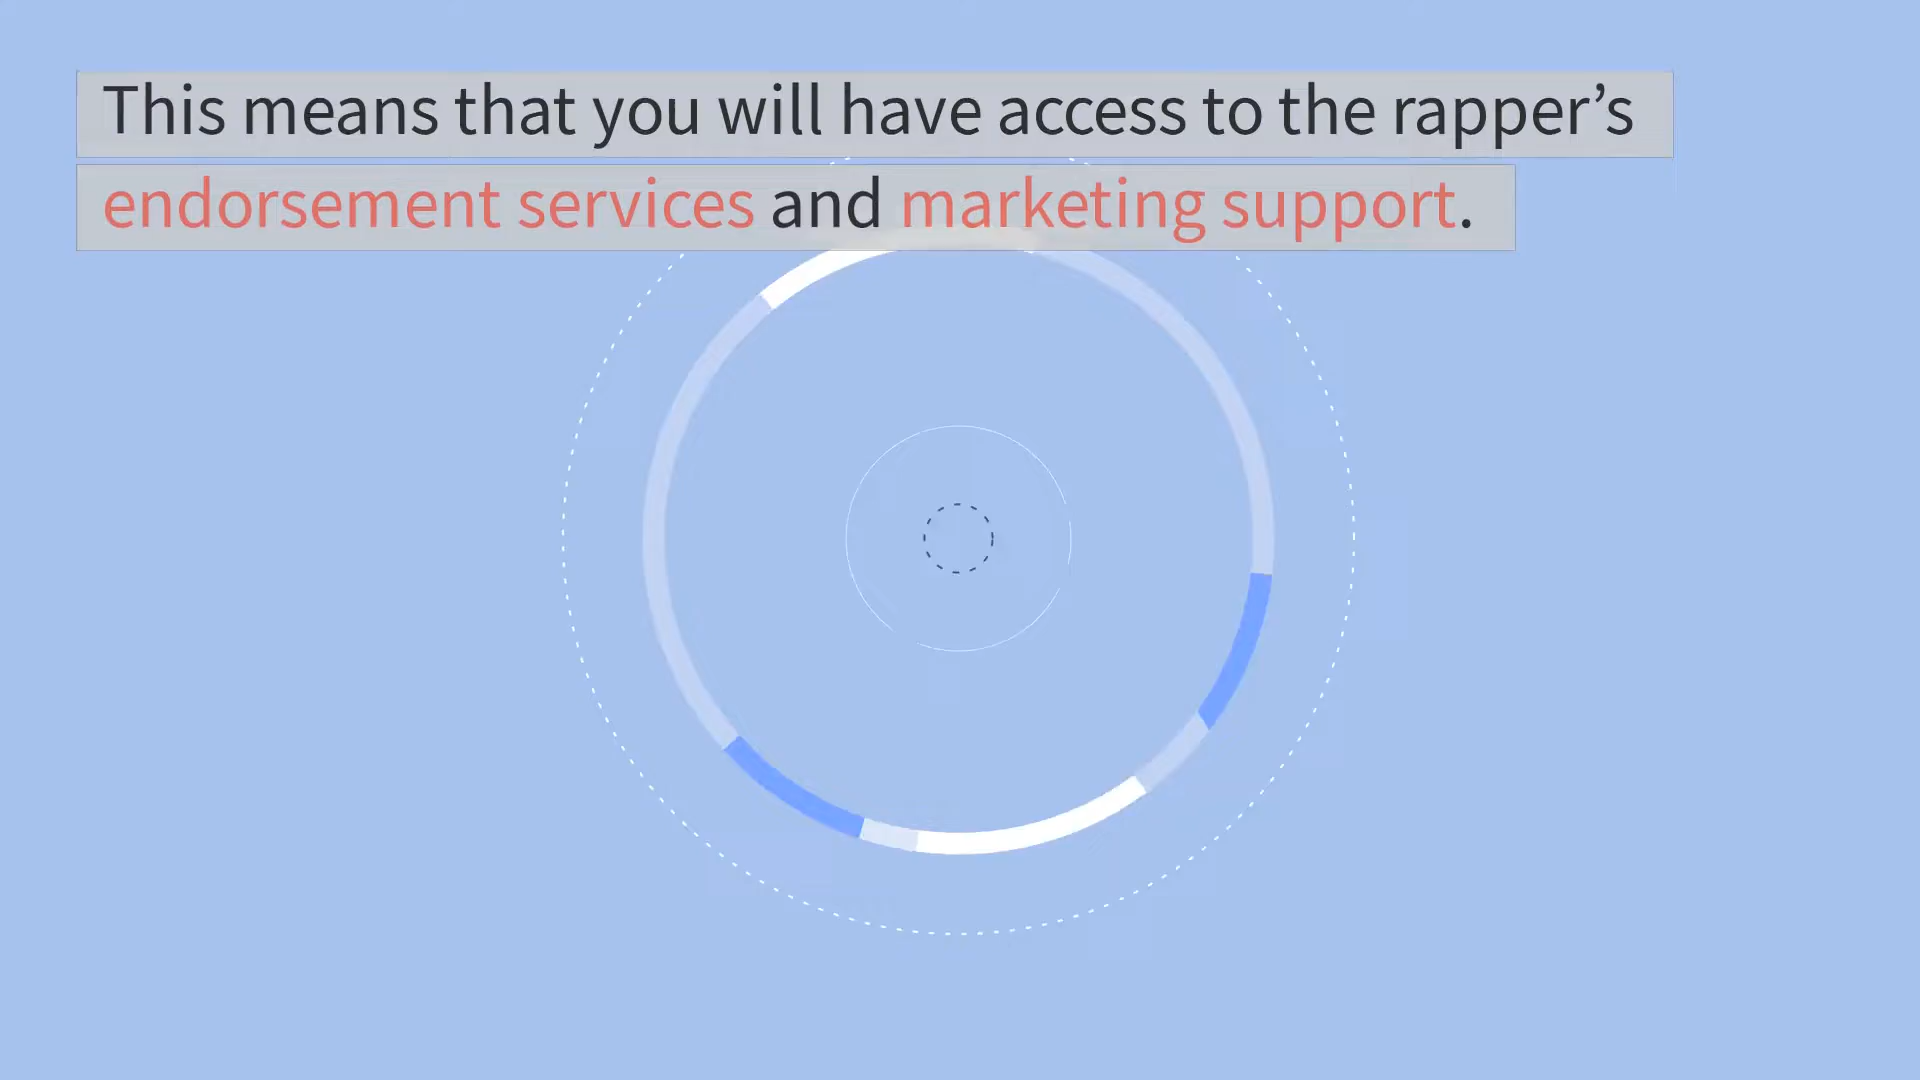 This means that you will have access to the rapper’s
endorsement services and marketing support.